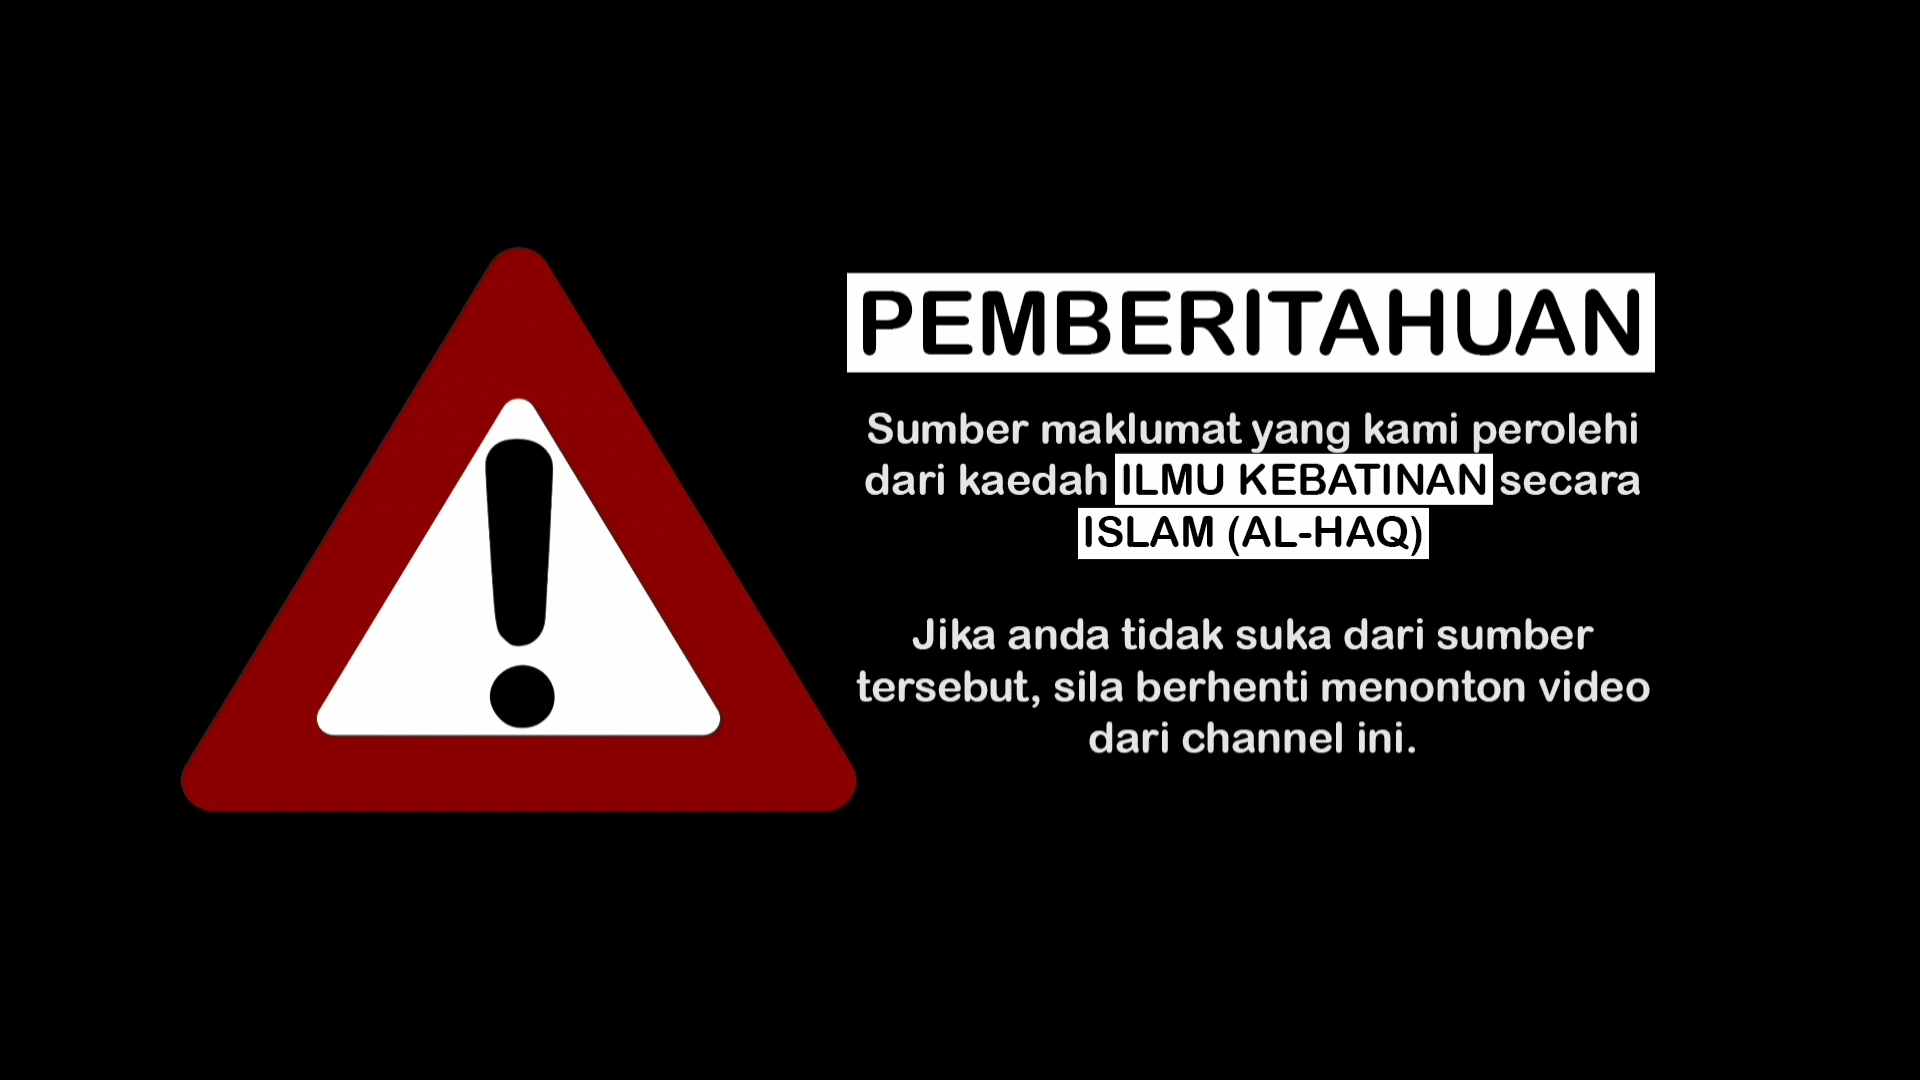 PEMBERITAHUAN
Sumber maklumat yang kami perolehi
dari kaedah ILMU KEBATINAN secara
ISLAM (AL-HAQ)
Jika anda tidak suka dari sumber
tersebut, sila berhenti menonton video
dari channel ini.